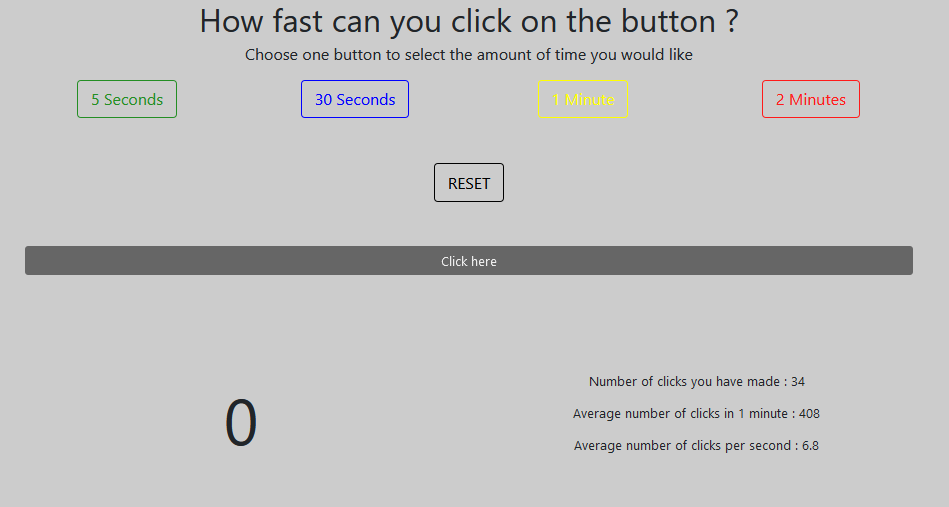 How fast can you click on the button ?
Choose one button to select the amount of time you would like
5 Seconds
30 Seconds
1 Minute
2 Minutes
RESET
Click here
0
Number of clicks you have made : 34
Average number of clicks in 1 minute : 408
Average number of clicks per second : 6.8